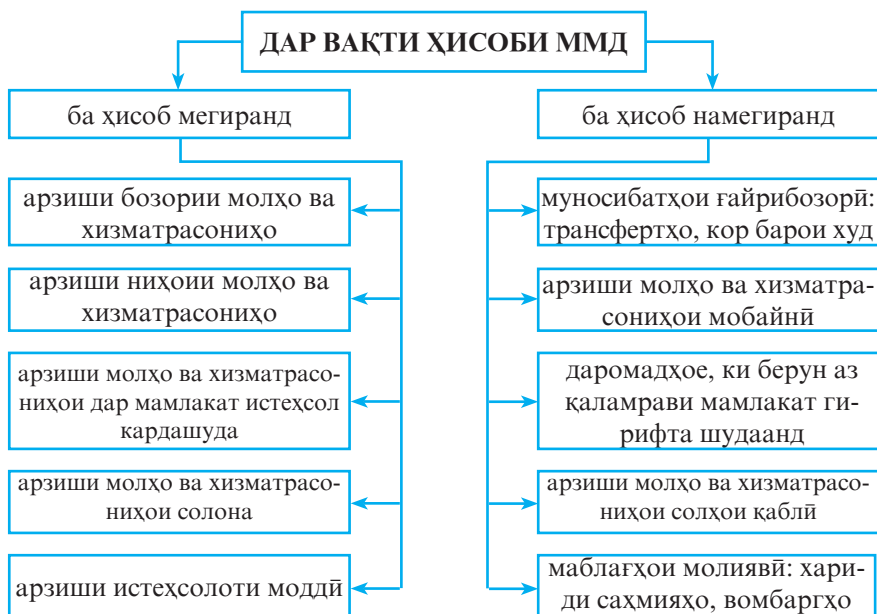 ДАР ВАҚТИ ҲИСОБИ ММД
ба ҳисоб мегиранд
арзиши бозории молҳо ва
хизматрасониҳо
арзиши ниҳоии молҳо ва
хизматрасониҳо
арзиши молҳо ва хизматрасо-
ниҳои дар мамлакат истеҳсол
кардашуда
арзиши молҳо ва хизматрасо-
ниҳои солона
арзиши истеҳсолоти моддӣ
ба ҳисоб намегиранд
муносибатҳои ғайрибозорӣ:
трансфертҳо, кор барои худ
арзиши молҳо ва хизматра-
сониҳои мобайнӣ
даромадҳое, ки берун аз
қаламрави мамлакат ги-
рифта шудаанд
арзиши молҳо ва хизматрасо-
ниҳои солҳои қаблӣ
маблағҳои молиявӣ: хари-
ди саҳмияҳо, вомбаргҳо